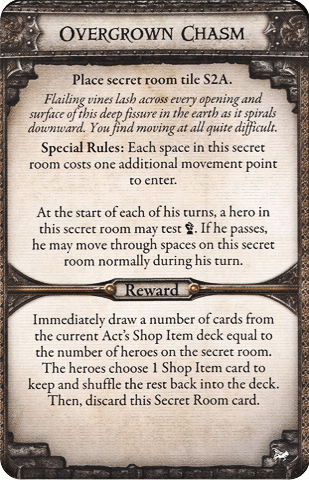 OVERGROWN CHASM
Place secret room tile S2A.
Flailing vines lash across every opening and
surface of this deep fissure in the earth as it spirals
downward. You find moving at all quite difficult.
Special Rules: Each space in this secret
room costs one additional movement point
to enter.
At the start of each of his turns, a hero in
this secret room may test . If he passes,
he may move through spaces on this secret
room normally during his turn.
Reward
Immediately draw a number of cards from
the current Act's Shop Item deck equal to
the number of heroes on the secret room.
The heroes choose 1 Shop Item card to
keep and shuffle the rest back into the deck.
Then, discard this Secret Room card.